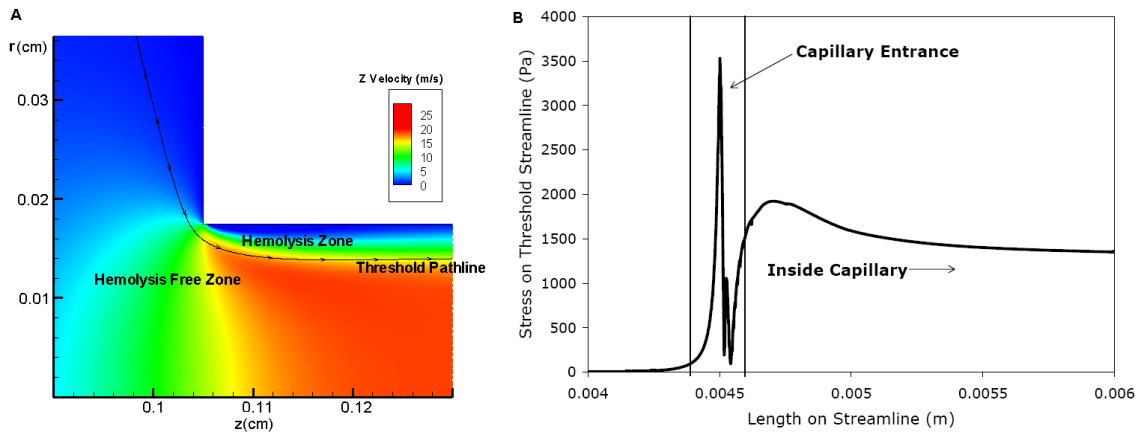 A
r(cm)
0.03
0.02
0.01
0.1
0.11
0.12
z(cm)
Z Velocity (m/s)
25
20
15
10
5
0
Hemolysis Zone
Threshold Pathline
Hemolysis Free Zone
B
Stress on Threshold Streamline (Pa)
4000
3500
3000
2500
2000
1500
1000
500
0
Capillary Entrance
Inside Capillary
0.004
0.0045
0.005
0.0055
0.006
Length on Streamline (m)